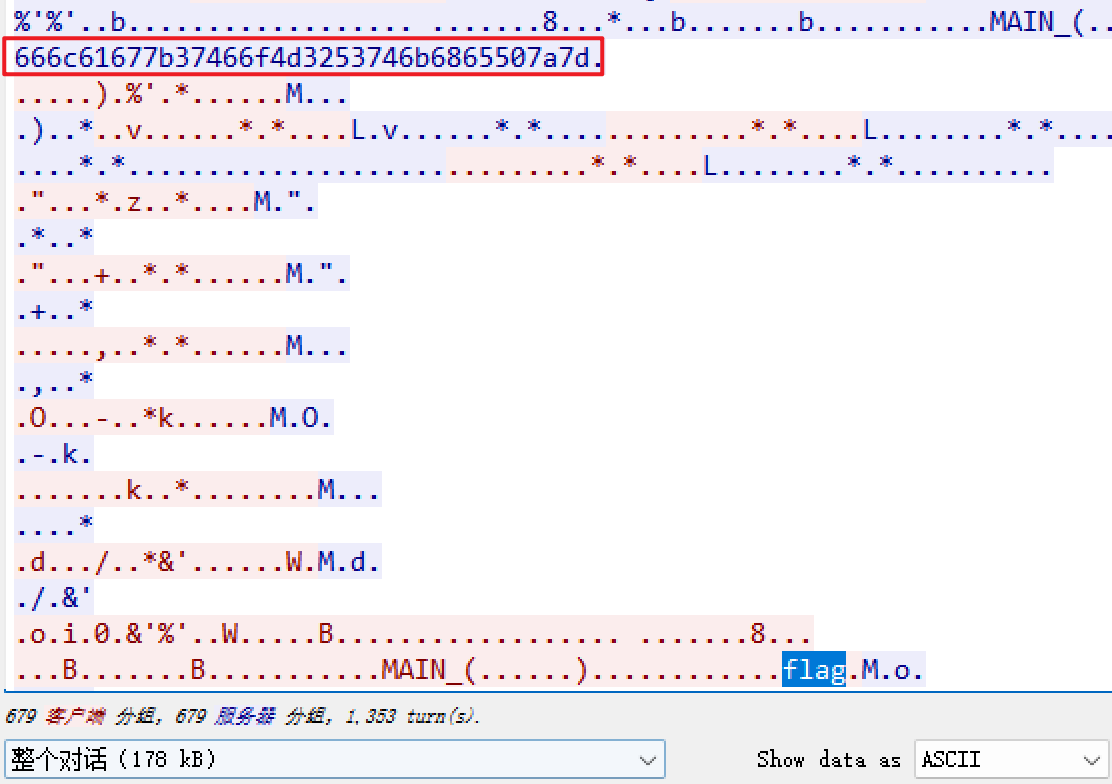 %'%'..b................... ........8...*...b.......b...........MAIN_(..
666c61677b37466f4d3253746b6865507a7d.
.....).%'.*......M...
.)..*..v......*.*....L.v......*.*.............*.*....L........*.*....
....*.*.............................*.*....L........*.*..........
."...*.z..*....M.".
.*..*
."...+..*.*......M.".
.+..*
.....,..*.*......M...
.,..*
.O...-..*k......M.O.
.-.k.
.......k..*........M...
....*
.d.../..*&'......W.M.d.
./.&'
.o.i.0.&'%'..W.....B.................. .......8...
...B.......B...........MAIN_(......)............flag.M.o.
679 客户端 分组, 679 服务器 分组, 1,353 turn(s).
整个对话 (178 kB)
Show data as ASCII